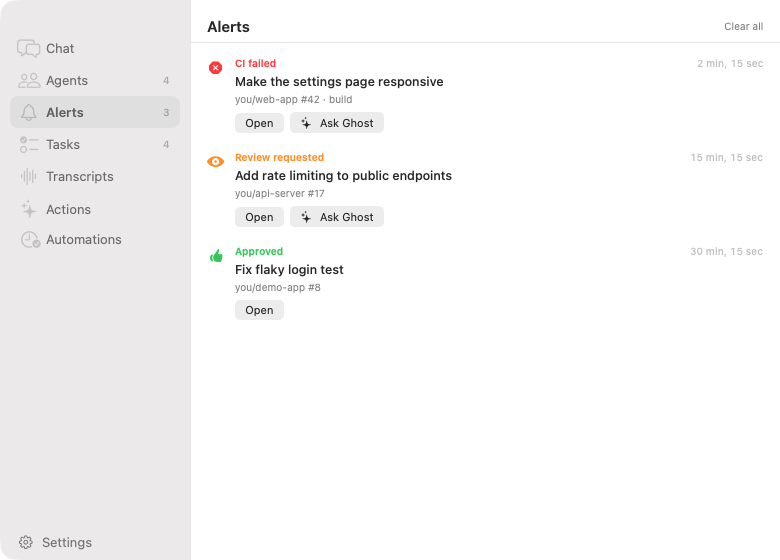 Chat
Agents 4
Alerts 3
Tasks 4
Transcripts
Actions
Automations
Settings
Alerts
Clear all
CI failed
2 min, 15 sec
Make the settings page responsive
you/web-app #42 · build
Open
Ask Ghost
Review requested
15 min, 15 sec
Add rate limiting to public endpoints
you/api-server #17
Open
Ask Ghost
Approved
30 min, 15 sec
Fix flaky login test
you/demo-app #8
Open